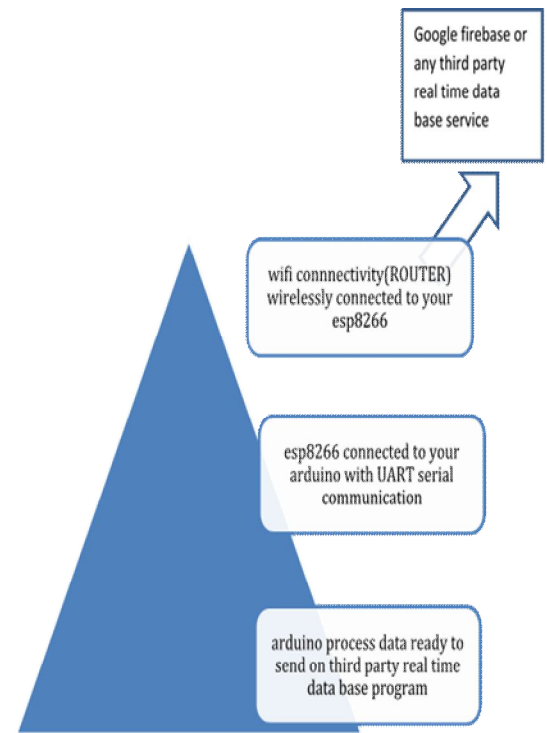 Google firebase or
any third party
real time data
base service
wifi connnectivity(ROUTER)
wirelessly connected to your
esp8266
esp8266 connected to your
arduino with UART serial
communication
arduino process data ready to
send on third party real time
data base program